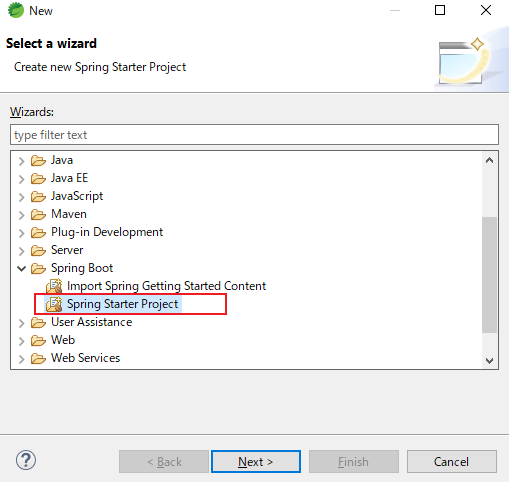 New
Select a wizard
Create new Spring Starter Project
Wizards:
type filter text
Java
Java EE
JavaScript
Maven
Plug-in Development
Server
Spring Boot
Import Spring Getting Started Content
Spring Starter Project
User Assistance
Web
Web Services
? < Back Next > Finish Cancel